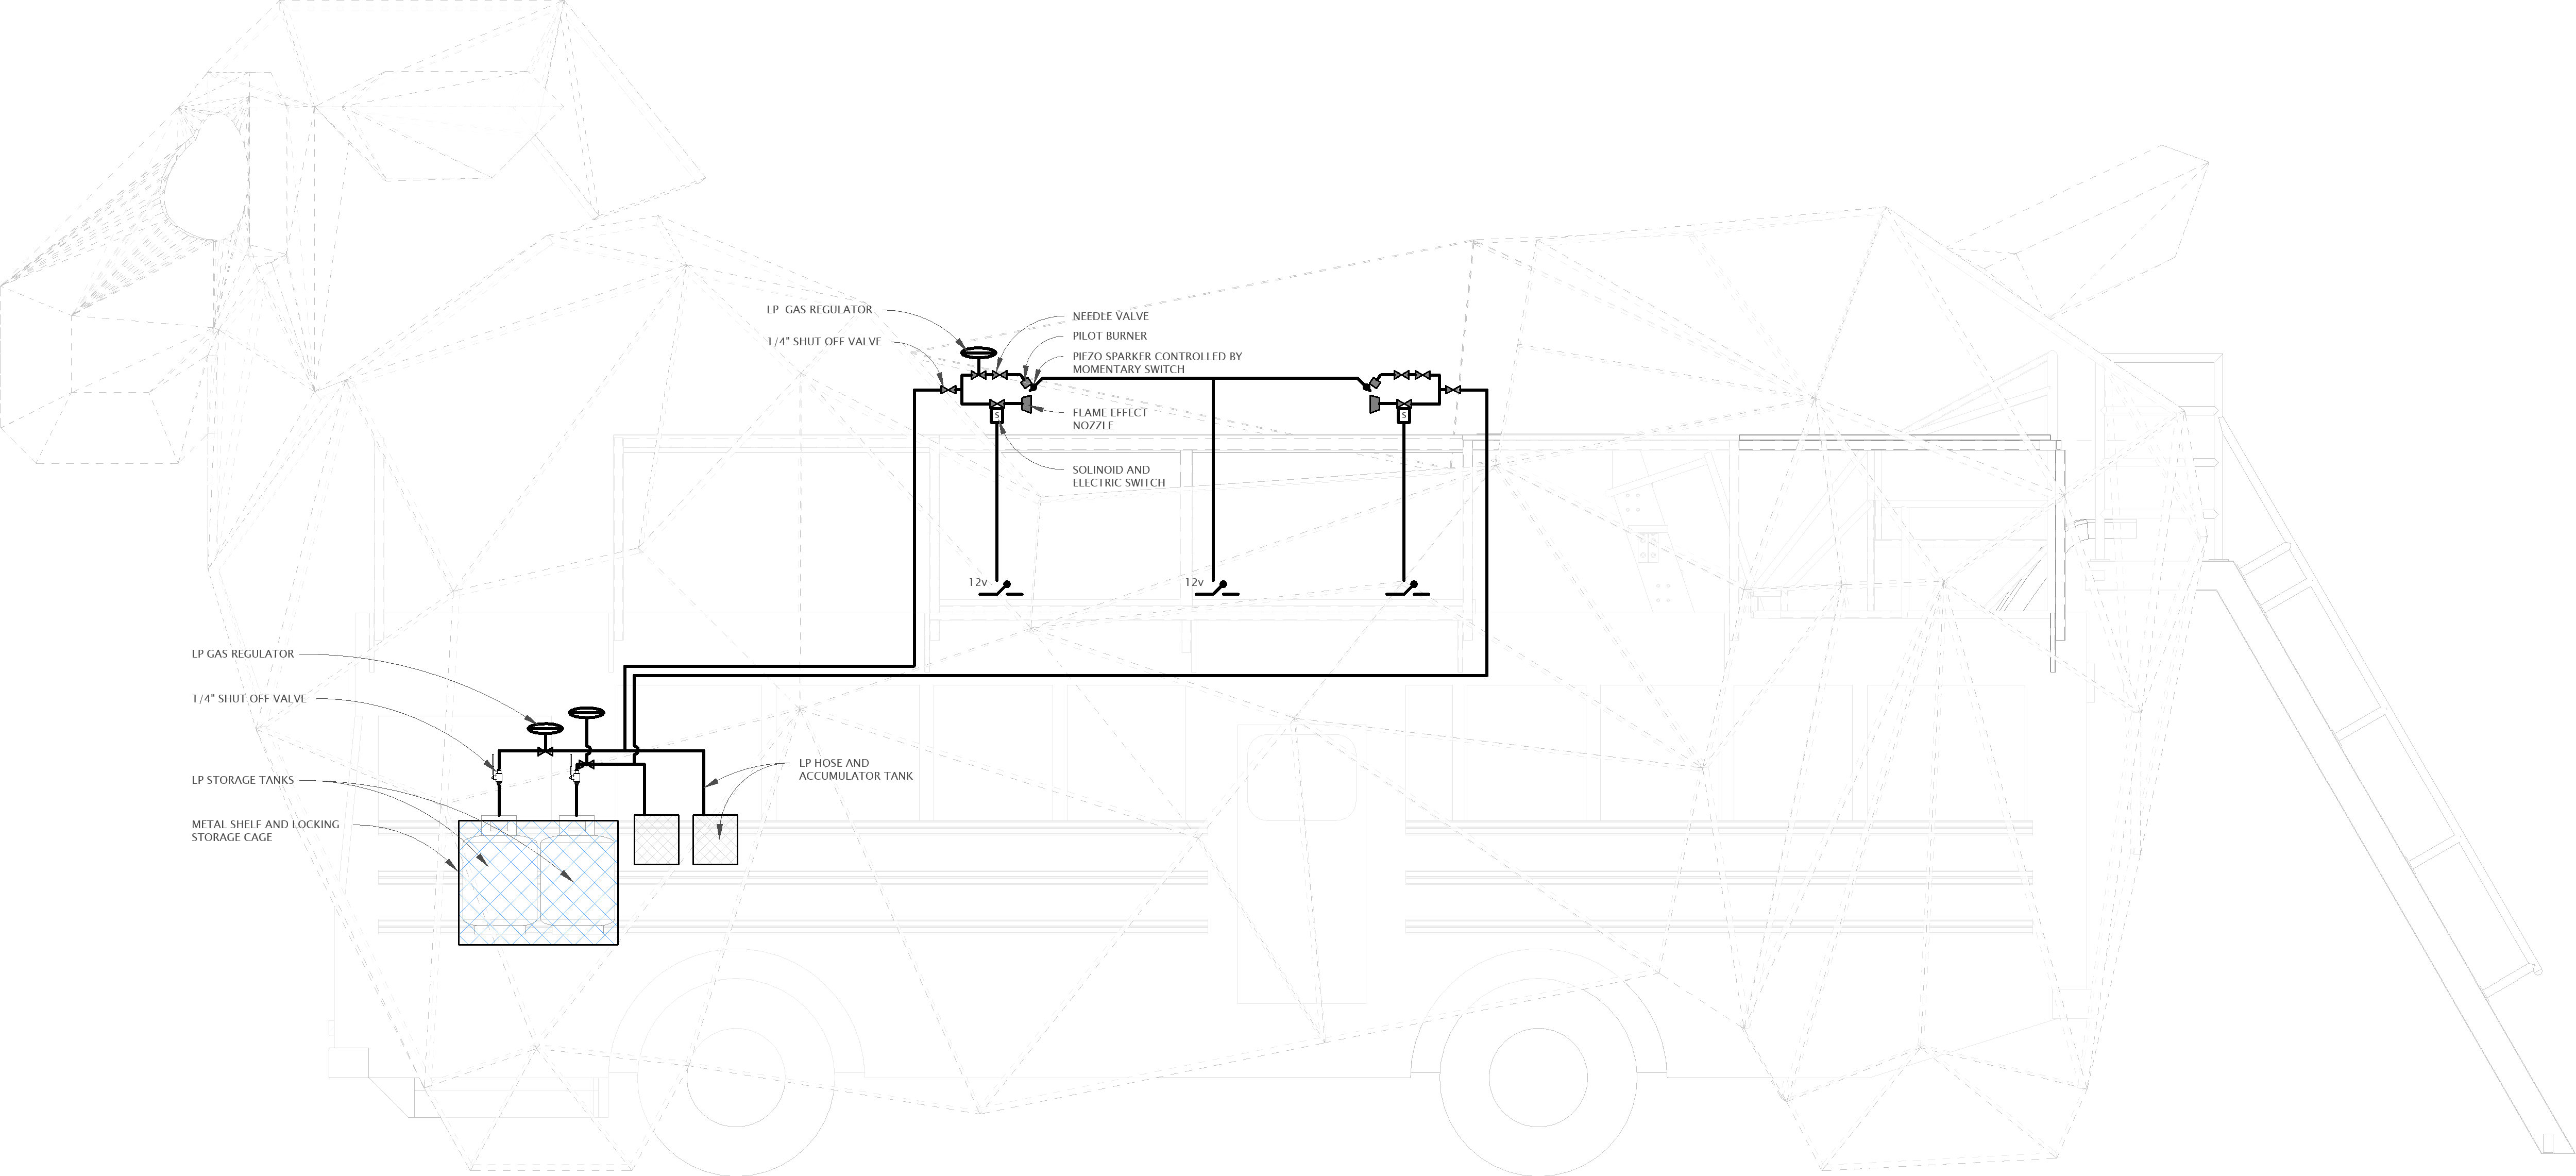 LP  GAS REGULATOR
1/4" SHUT OFF VALVE
NEEDLE VALVE
PILOT BURNER
PIEZO SPARKER CONTROLLED BY
MOMENTARY SWITCH
FLAME EFFECT
NOZZLE
S
S
SOLINOID AND
ELECTRIC SWITCH
12v
12v
LP GAS REGULATOR
1/4" SHUT OFF VALVE
LP STORAGE TANKS
METAL SHELF AND LOCKING
STORAGE CAGE
LP HOSE AND
ACCUMULATOR TANK